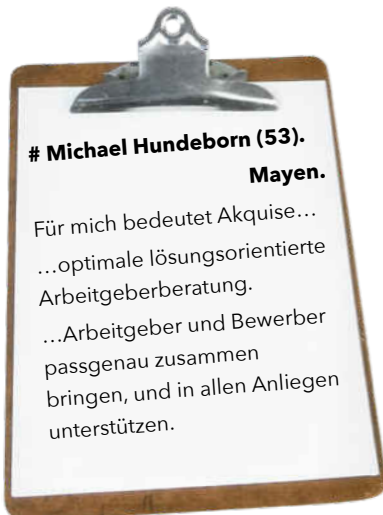 # Michael Hundeborn (53).
Mayen.
Für mich bedeutet Akquise…
…optimale lösungsorientierte
Arbeitgeberberatung.
…Arbeitgeber und Bewerber
passgenau zusammen
bringen, und in allen Anliegen
unterstützen.